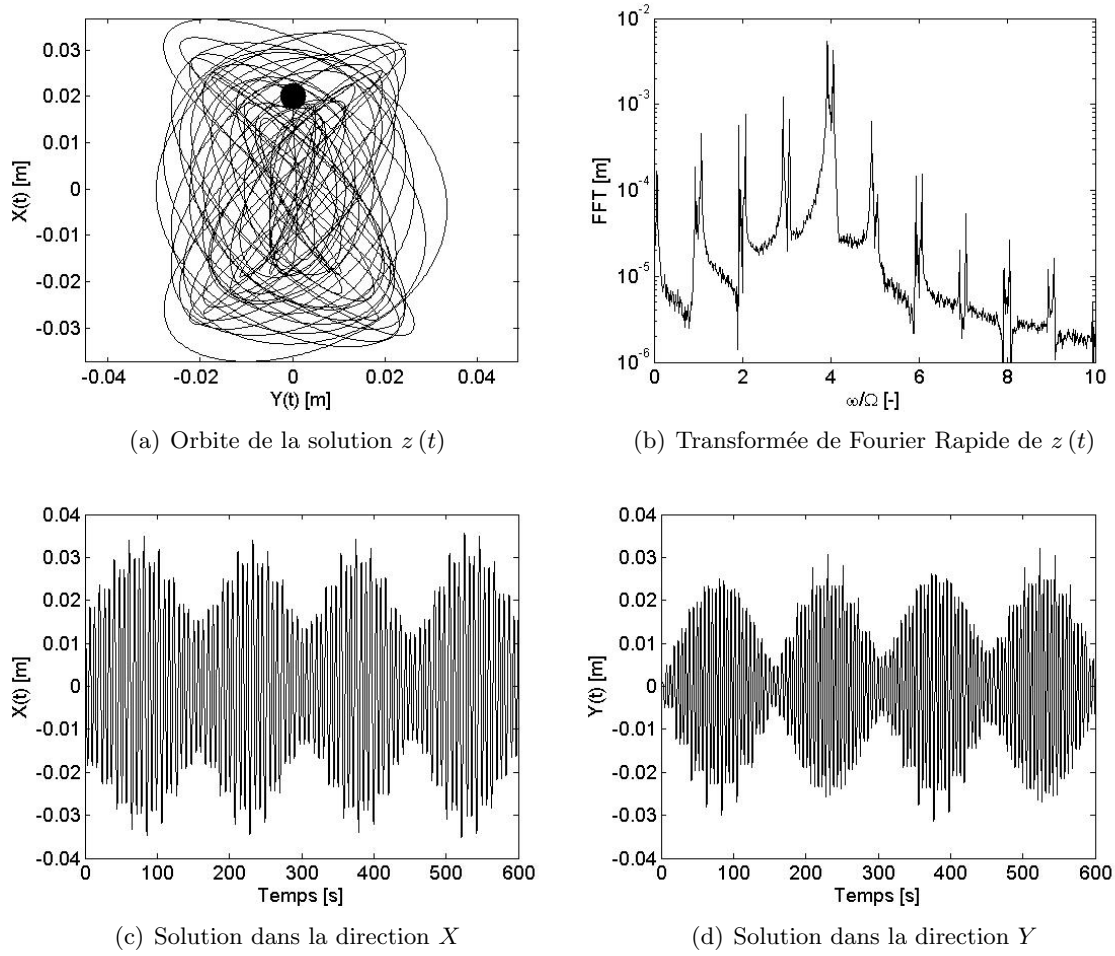 0.03
0.02
0.01
0
-0.01
-0.02
-0.03
X(t) [m]
-0.04 -0.02 0 0.02 0.04
Y(t) [m]
(a) Orbite de la solution z (t)
10^-2
10^-3
10^-4
10^-5
10^-6
FFT [m]
0 2 4 6 8 10
ω/Ω [-]
(b) Transformée de Fourier Rapide de z (t)
0.04
0.03
0.02
0.01
0
-0.01
-0.02
-0.03
-0.04
X(t) [m]
0 100 200 300 400 500 600
Temps [s]
(c) Solution dans la direction X
0.04
0.03
0.02
0.01
0
-0.01
-0.02
-0.03
-0.04
Y(t) [m]
0 100 200 300 400 500 600
Temps [s]
(d) Solution dans la direction Y